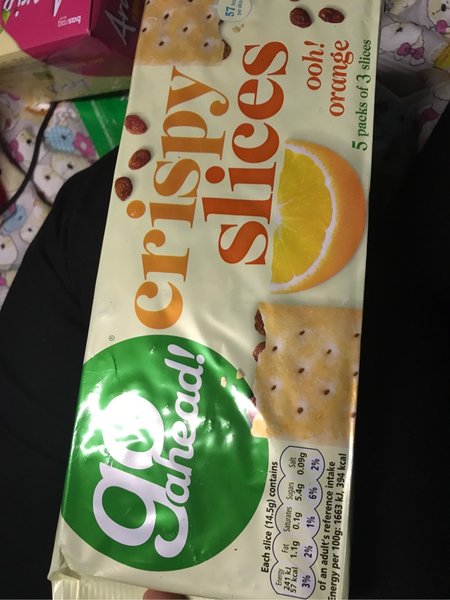 crispy
slices
ooh!
orange
5 packs of 3 slices
57
kcal
go
ahead!
®
Each slice (14.5g) contains
Energy Fat Saturates Sugars Salt
241 kJ 1.1g 0.1g 5.4g 0.09g
57 kcal
3% 2% 1% 6% 2%
of an adult's reference intake
Energy per 100g: 1663 kJ, 394 kcal